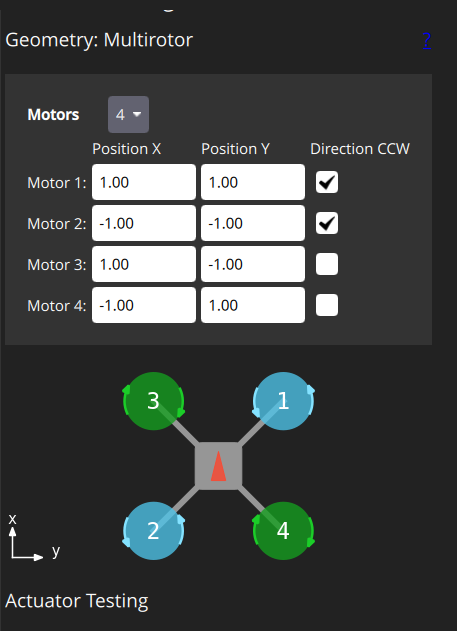 Geometry: Multirotor ?
Motors 4
Position X Position Y Direction CCW
Motor 1: 1.00 1.00
Motor 2: -1.00 -1.00
Motor 3: 1.00 -1.00
Motor 4: -1.00 1.00
3 1
2 4
x
y
Actuator Testing